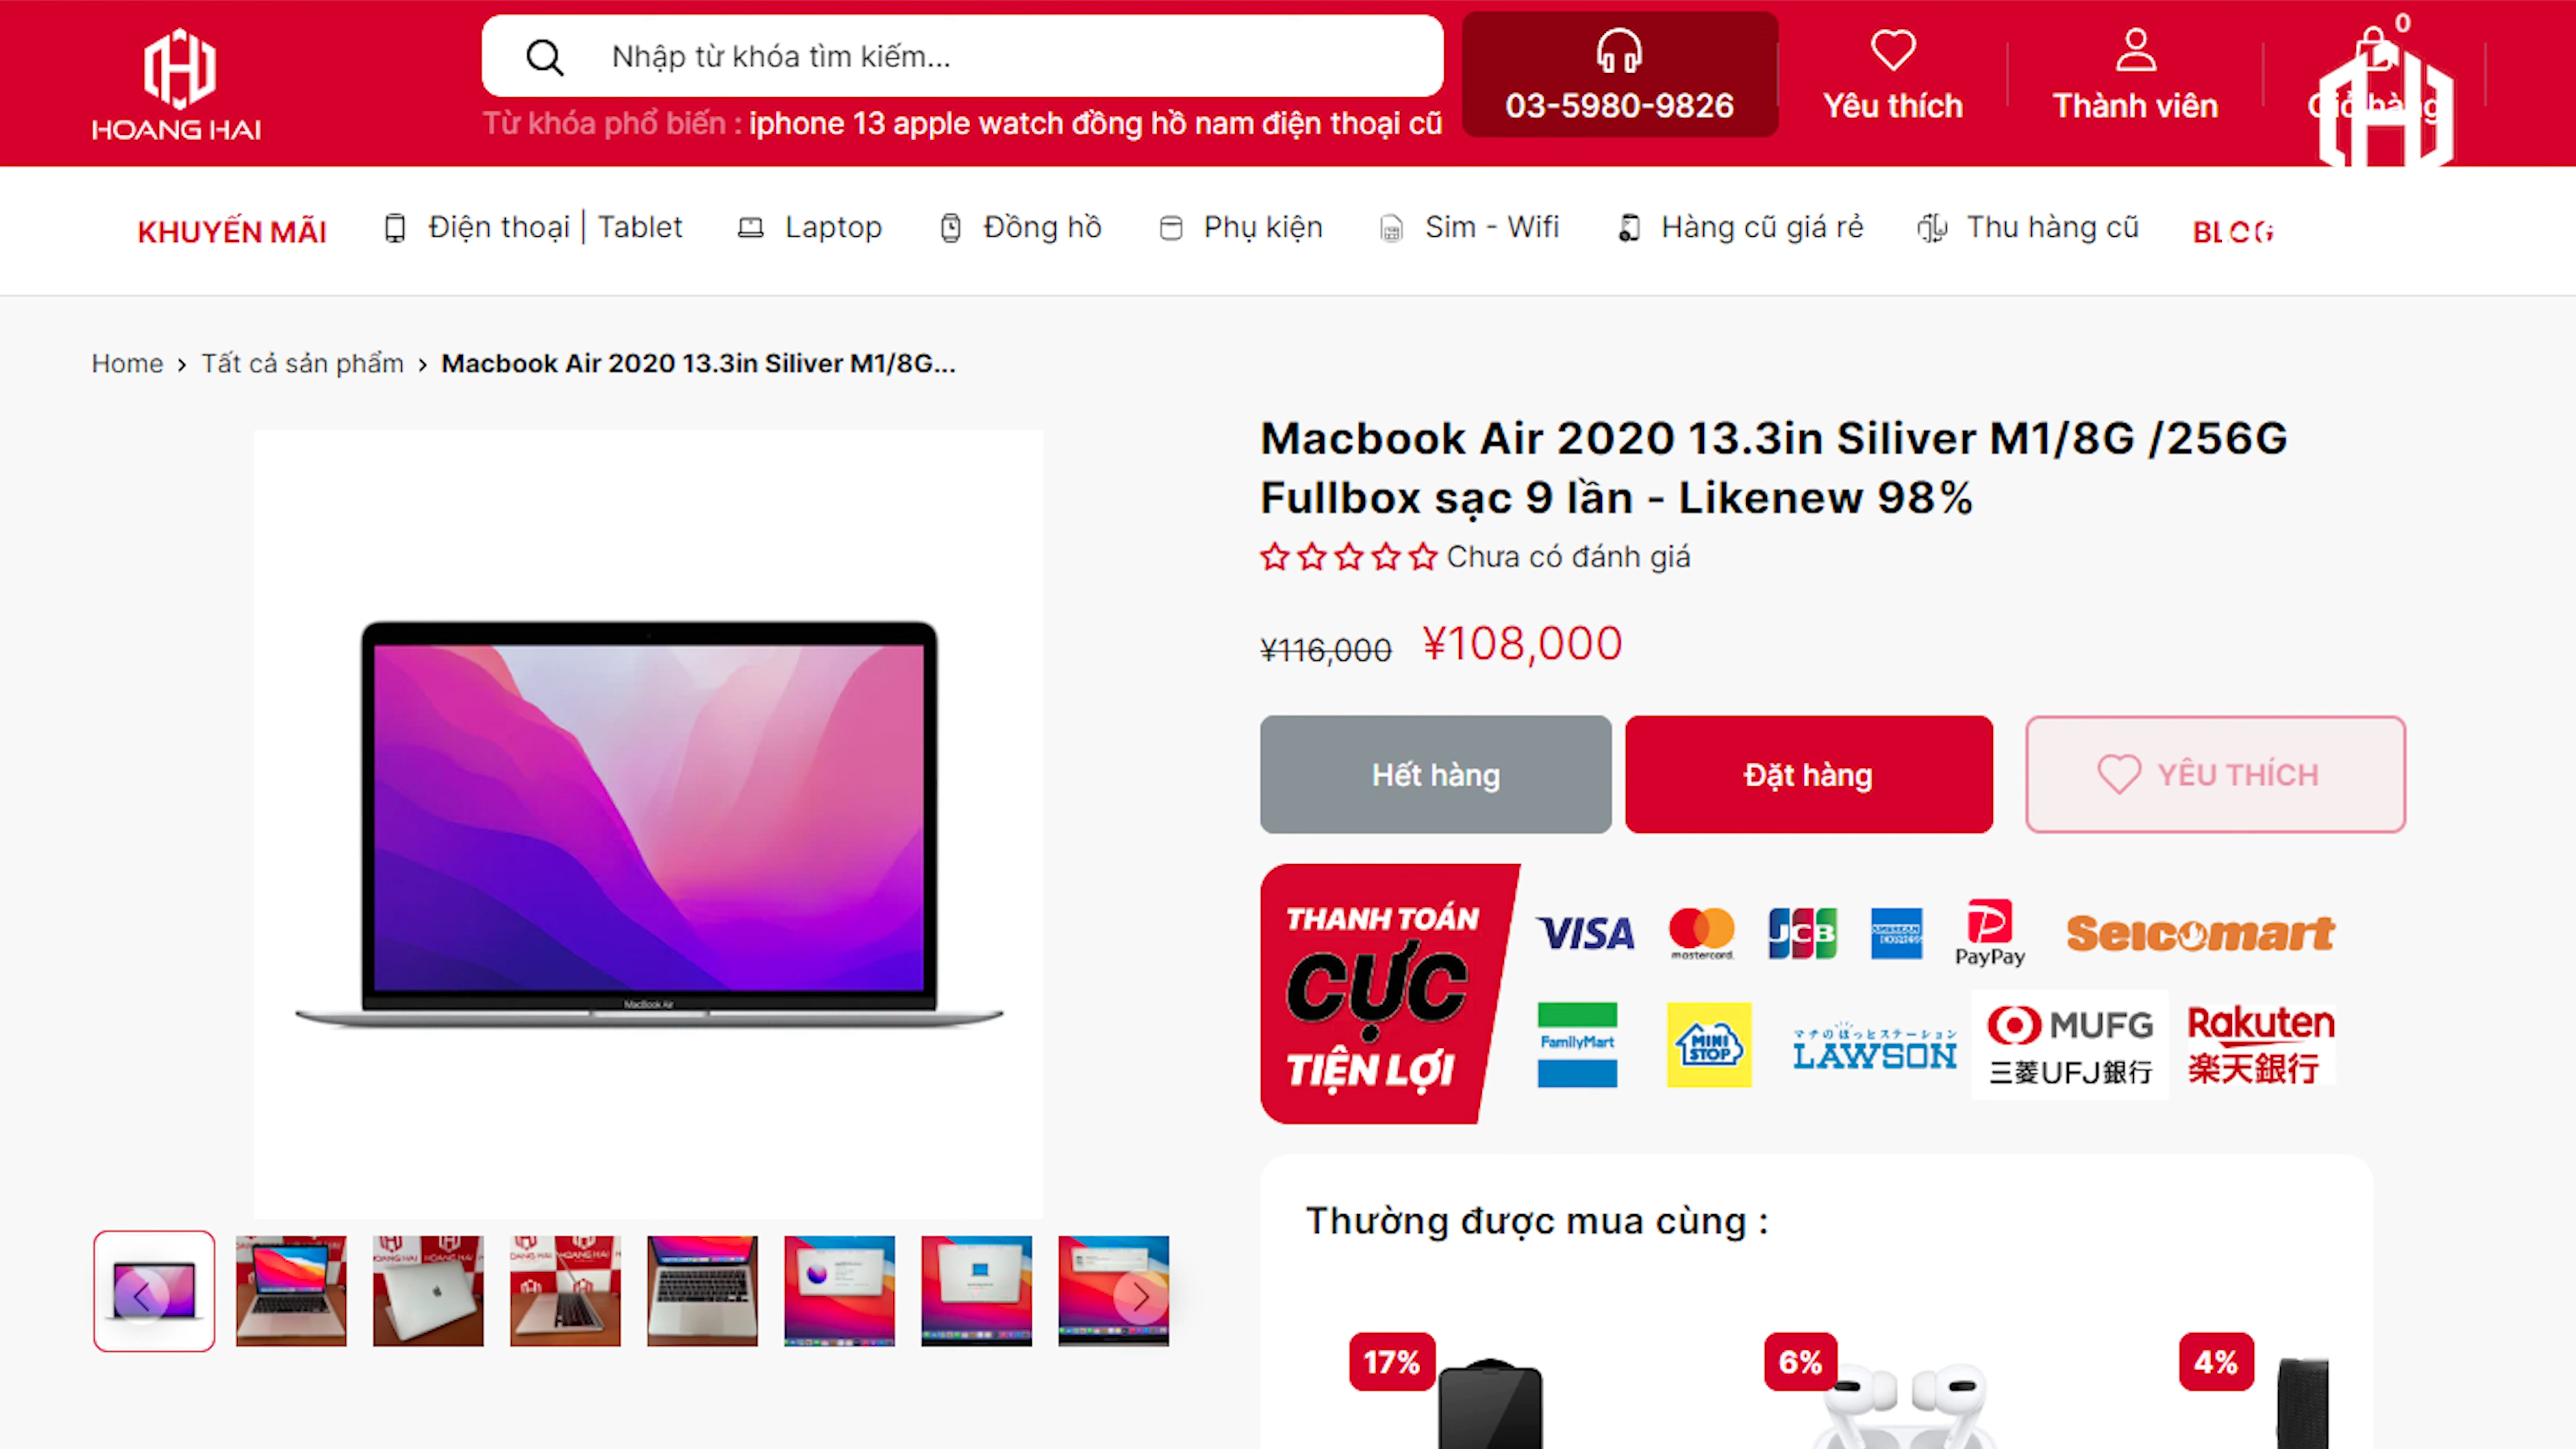 HOANG HAI
Nhập từ khóa tìm kiếm...
Từ khóa phổ biến : iphone 13 apple watch đồng hồ nam điện thoại cũ
03-5980-9826
Yêu thích
Thành viên
0
Giỏ hàng
KHUYẾN MÃI
Điện thoại | Tablet
Laptop
Đồng hồ
Phụ kiện
Sim - Wifi
Hàng cũ giá rẻ
Thu hàng cũ
BLOG
Home › Tất cả sản phẩm › Macbook Air 2020 13.3in Siliver M1/8G...
Macbook Air 2020 13.3in Siliver M1/8G /256G
Fullbox sạc 9 lần - Likenew 98%
Chưa có đánh giá
¥116,000 ¥108,000
Hết hàng
Đặt hàng
YÊU THÍCH
MacBook Air
THANH TOÁN
CỰC
TIỆN LỢI
VISA
mastercard.
JCB
AMERICAN EXPRESS
PayPay
Seicomart
FamilyMart
MINI STOP
マチのほっとステーション
LAWSON
MUFG
三菱UFJ銀行
Rakuten
楽天銀行
Thường được mua cùng :
17%
6%
4%